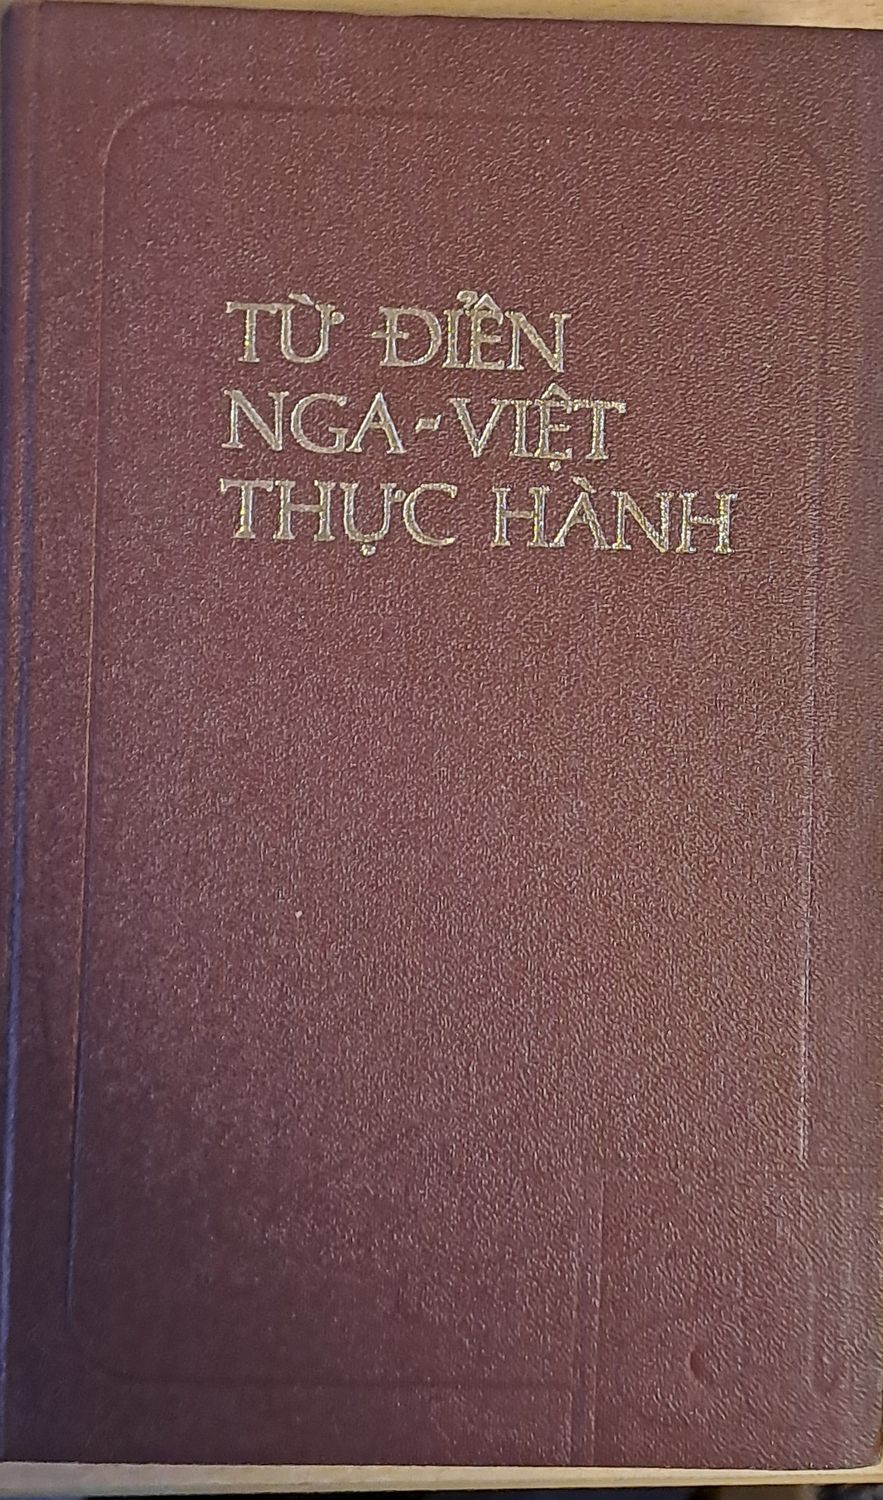 TỪ ĐIỂN
NGA-VIỆT
THỰC HÀNH